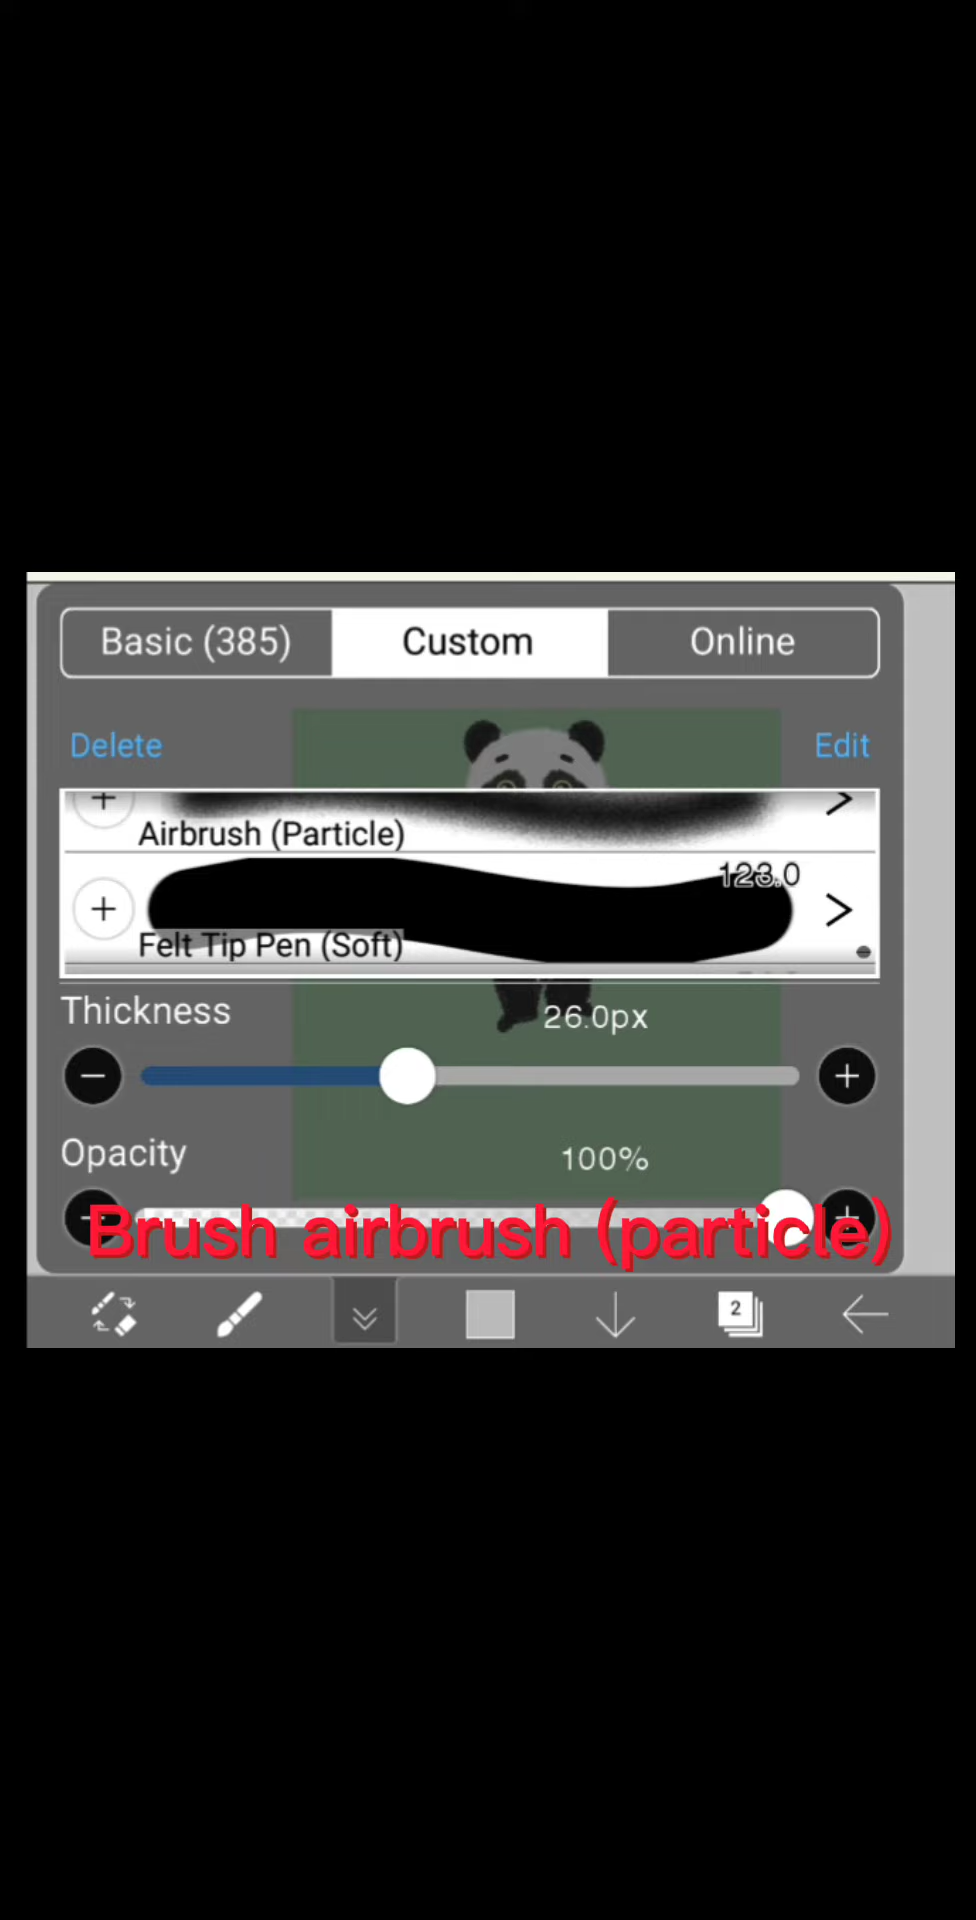 Basic (385) Custom Online
Delete Edit
Airbrush (Particle)
123.0
Felt Tip Pen (Soft)
Thickness 26.0px
Opacity 100%
Brush airbrush (particle)
2